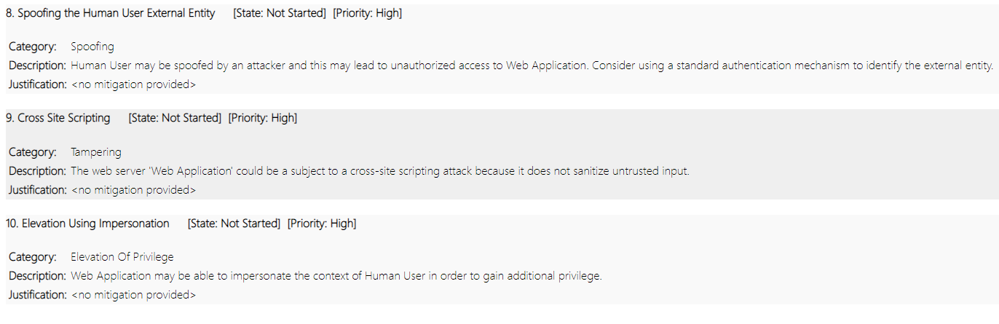 8. Spoofing the Human User External Entity [State: Not Started] [Priority: High]
Category: Spoofing
Description: Human User may be spoofed by an attacker and this may lead to unauthorized access to Web Application. Consider using a standard authentication mechanism to identify the external entity.
Justification: <no mitigation provided>
9. Cross Site Scripting [State: Not Started] [Priority: High]
Category: Tampering
Description: The web server 'Web Application' could be a subject to a cross-site scripting attack because it does not sanitize untrusted input.
Justification: <no mitigation provided>
10. Elevation Using Impersonation [State: Not Started] [Priority: High]
Category: Elevation Of Privilege
Description: Web Application may be able to impersonate the context of Human User in order to gain additional privilege.
Justification: <no mitigation provided>